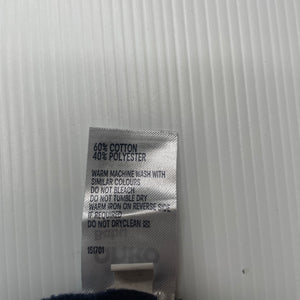 60% COTTON
40% POLYESTER
WARM MACHINE WASH WITH
SIMILAR COLOURS
DO NOT BLEACH
DO NOT TUMBLE DRY
WARM IRON ON REVERSE SIDE
IF REQUIRED
DO NOT DRYCLEAN
151701